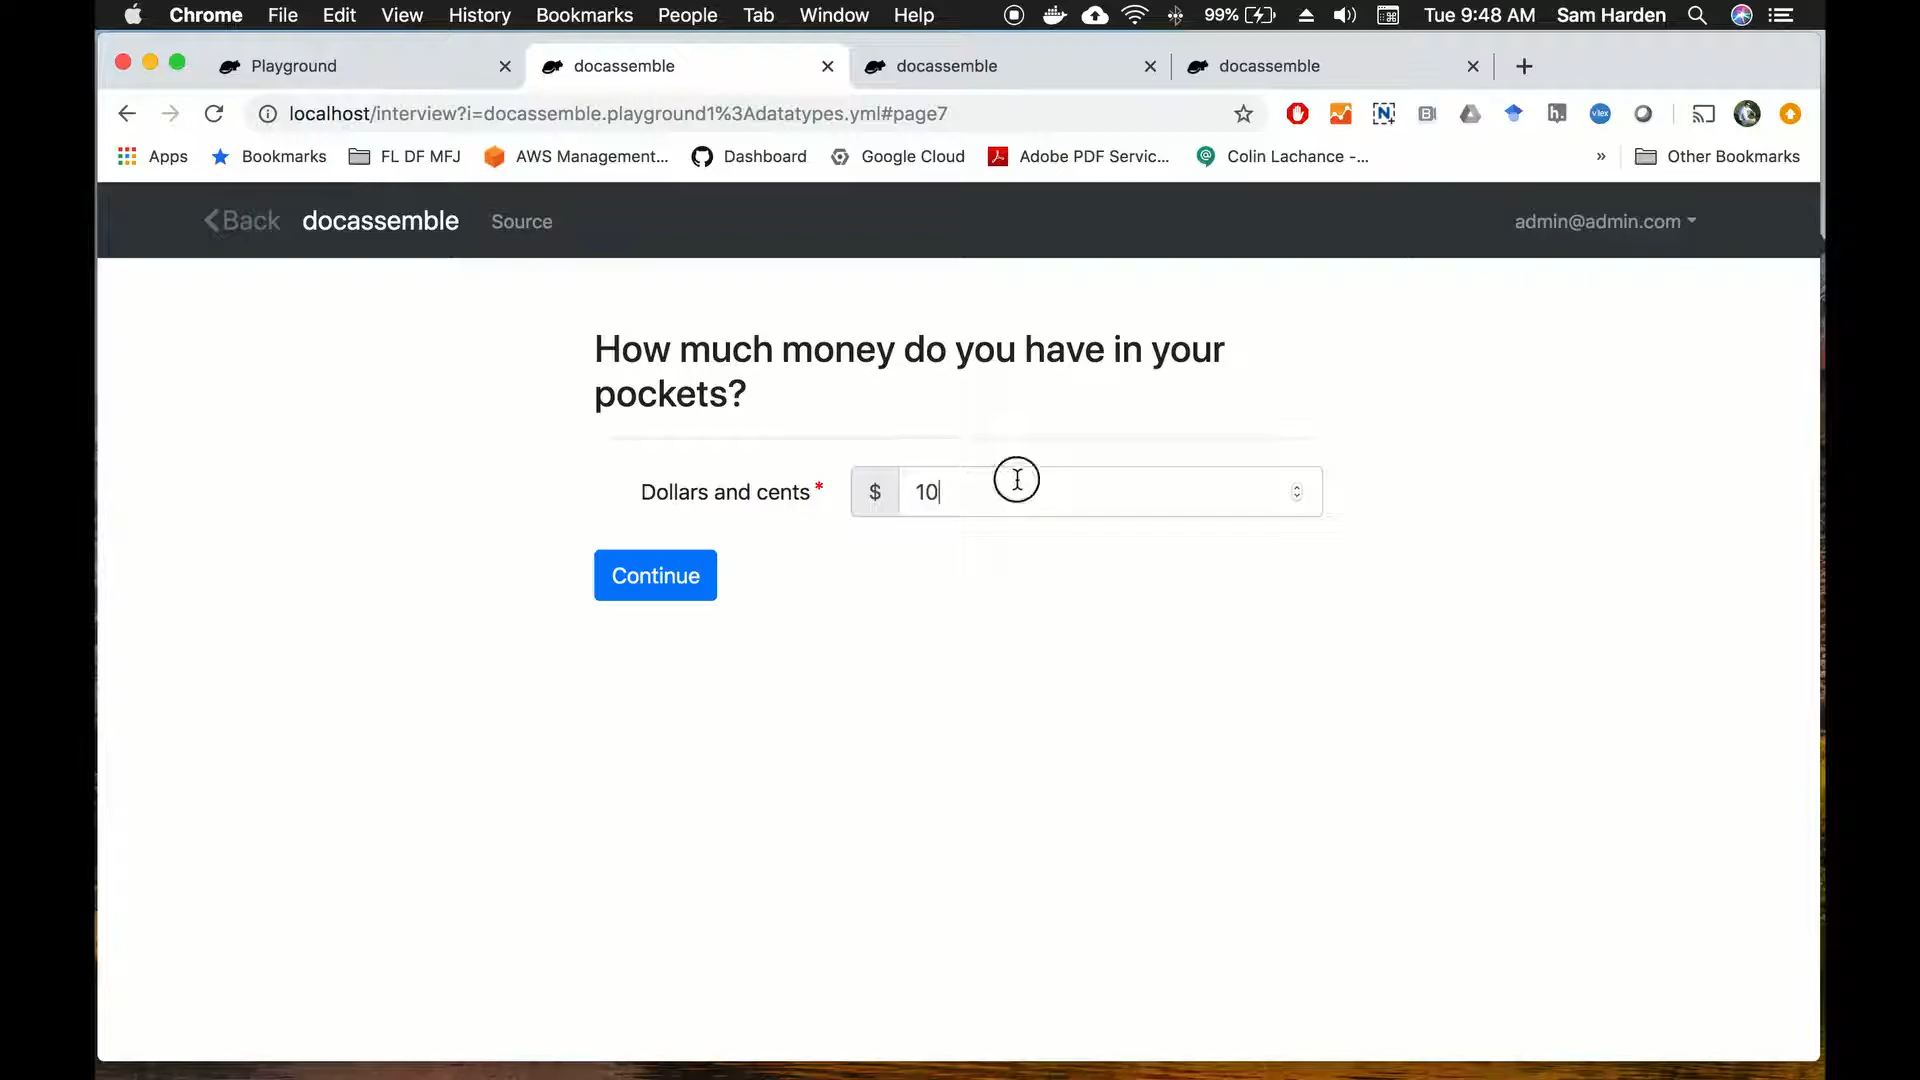 Chrome File Edit View History Bookmarks People Tab Window Help 99% Tue 9:48 AM Sam Harden
Playground docassemble docassemble docassemble
localhost/interview?i=docassemble.playground1%3Adatatypes.yml#page7
Apps Bookmarks FL DF MFJ AWS Management... Dashboard Google Cloud Adobe PDF Servic... Colin Lachance -... » Other Bookmarks
Back docassemble Source admin@admin.com
How much money do you have in your
pockets?
Dollars and cents * $ 10
Continue